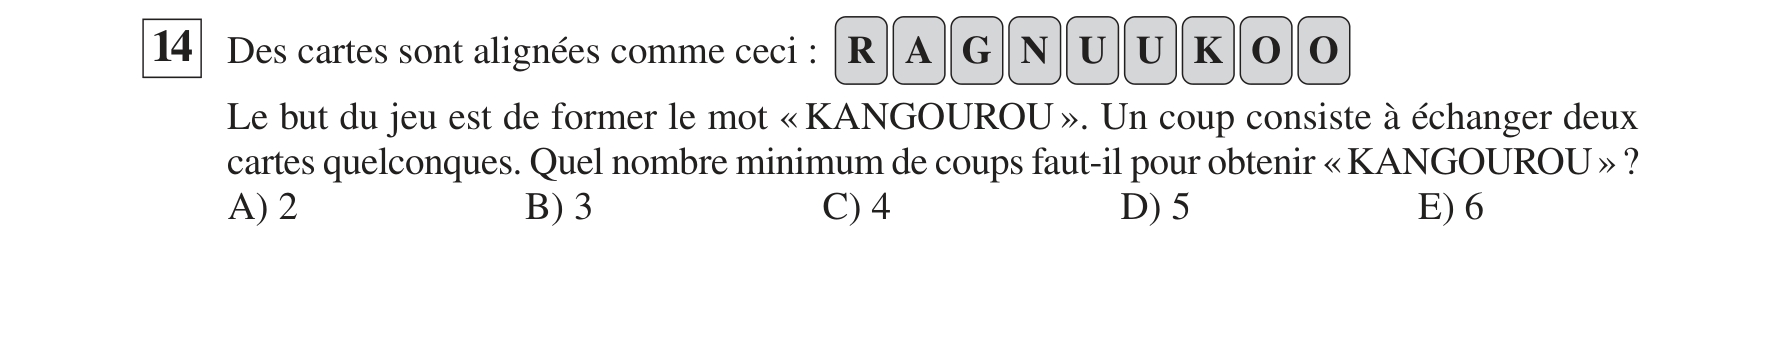 14 Des cartes sont alignées comme ceci : R A G N U U K O O
Le but du jeu est de former le mot « KANGOUROU ». Un coup consiste à échanger deux
cartes quelconques. Quel nombre minimum de coups faut-il pour obtenir « KANGOUROU » ?
A) 2 B) 3 C) 4 D) 5 E) 6